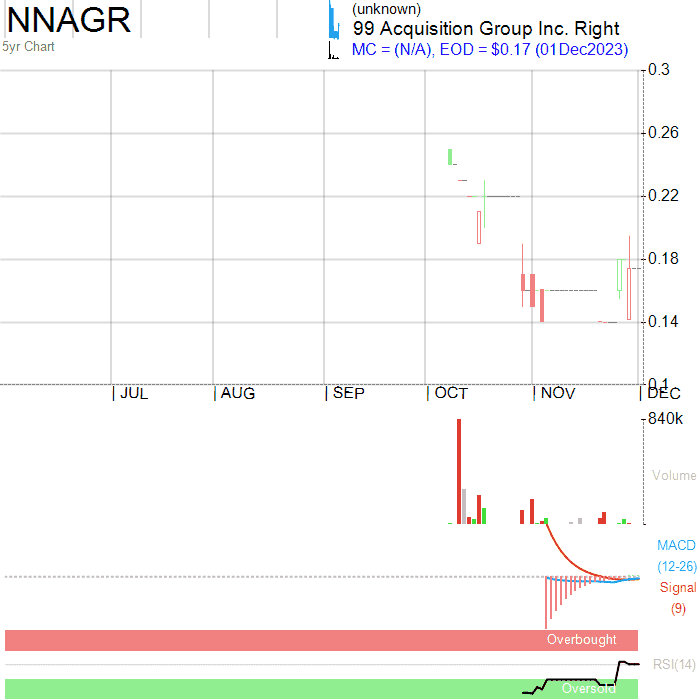 NNAGR
5yr Chart
(unknown)
99 Acquisition Group Inc. Right
MC = (N/A), EOD = $0.17 (01Dec2023)
0.3
0.26
0.22
0.18
0.14
0.1
JUL AUG SEP OCT NOV DEC
840k
Volume
MACD
(12-26)
Signal
(9)
Overbought
RSI(14)
Oversold